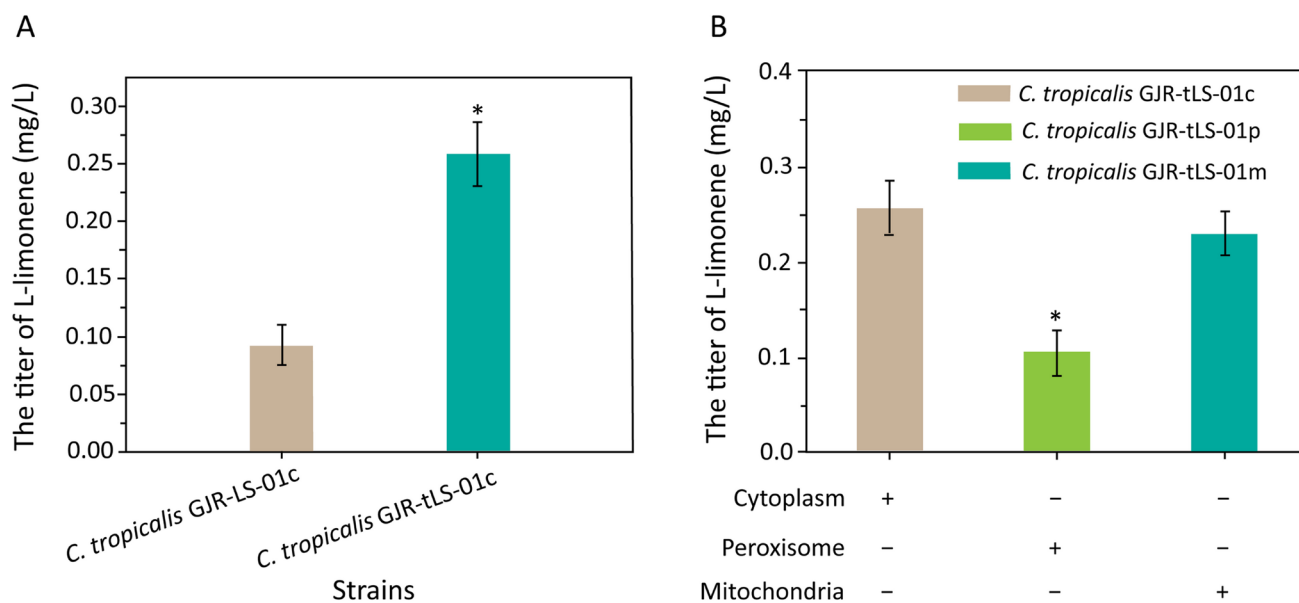 A
The titer of L-limonene (mg/L)
0.30
0.25
0.20
0.15
0.10
0.05
0.00
*
C. tropicalis GJR-LS-01c
C. tropicalis GJR-tLS-01c
Strains
B
The titer of L-limonene (mg/L)
0.4
0.3
0.2
0.1
0.0
C. tropicalis GJR-tLS-01c
C. tropicalis GJR-tLS-01p
C. tropicalis GJR-tLS-01m
*
Cytoplasm + – –
Peroxisome – + –
Mitochondria – – +